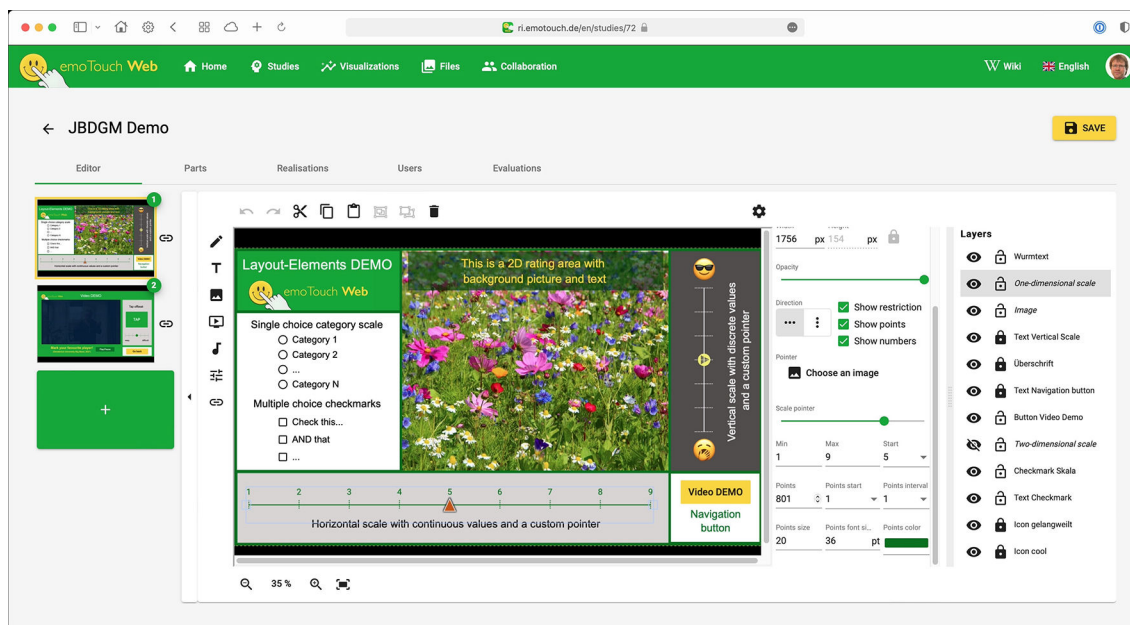 ri.emotouch.de/en/studies/72
emoTouch Web
Home
Studies
Visualizations
Files
Collaboration
Wiki
English
JBDGM Demo
SAVE
Editor
Parts
Realisations
Users
Evaluations
1
2
+
Layout-Elements DEMO
emoTouch Web
This is a 2D rating area with
background picture and text
Single choice category scale
Category 1
Category 2
...
Category N
Multiple choice checkmarks
Check this...
AND that
...
Vertical scale with discrete values
and a custom pointer
1 2 3 4 5 6 7 8 9
Horizontal scale with continuous values and a custom pointer
Video DEMO
Navigation
button
35 %
1756 px 154 px
Opacity
Direction
Show restriction
Show points
Show numbers
Pointer
Choose an image
Scale pointer
Min Max Start
1 9 5
Points Points start Points interval
801 1 1
Points size Points font si... Points color
20 36 pt
Layers
Wurmtext
One-dimensional scale
Image
Text Vertical Scale
Überschrift
Text Navigation button
Button Video Demo
Two-dimensional scale
Checkmark Skala
Text Checkmark
Icon gelangweilt
Icon cool